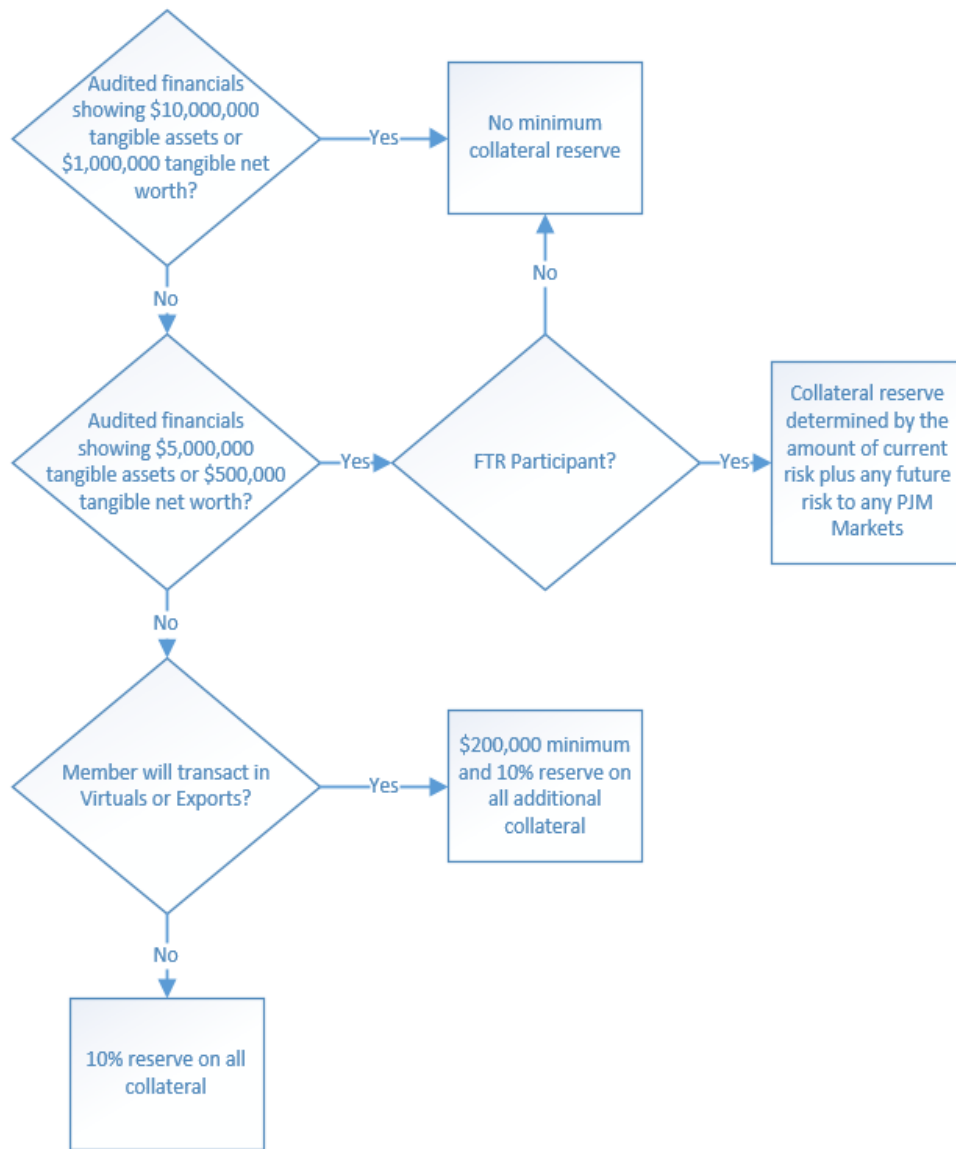 Audited financials
showing $10,000,000
tangible assets or
$1,000,000 tangible net
worth?
Yes
No minimum
collateral reserve
No
No
Audited financials
showing $5,000,000
tangible assets or $500,000
tangible net worth?
Yes
FTR Participant?
Yes
Collateral reserve
determined by the
amount of current
risk plus any future
risk to any PJM
Markets
No
Member will transact in
Virtuals or Exports?
Yes
$200,000 minimum
and 10% reserve on
all additional
collateral
No
10% reserve on all
collateral